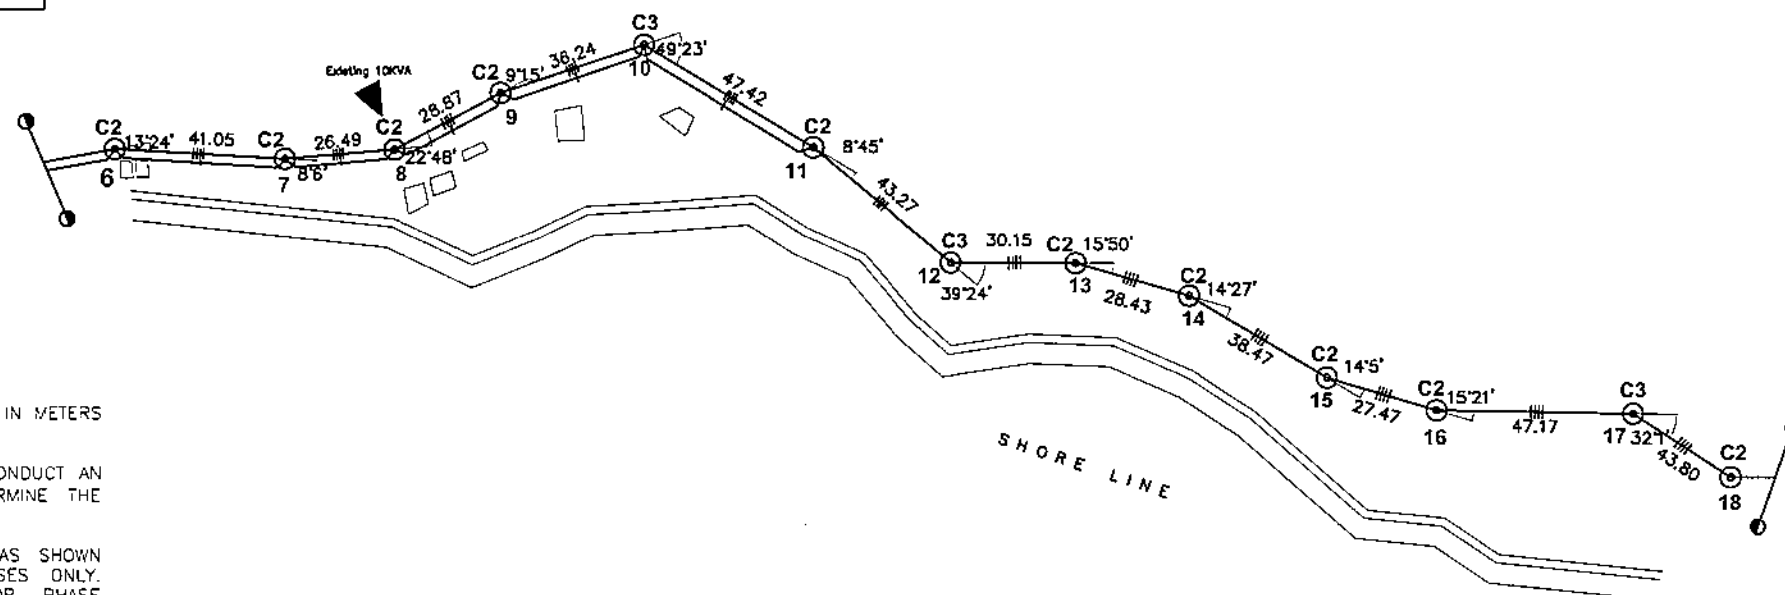 C3
49°23'
10
38.24
47.42
Existing 10KVA
C2
9°15'
9
28.87
C2
13°24'
6
41.05
C2
8°6'
7
26.49
C2
22°48'
8
C2
8°45'
11
43.27
C3
39°24'
12
30.15
C2
15°50'
13
28.43
C2
14°27'
14
38.47
C2
14°5'
15
27.47
C2
15°21'
16
47.17
C3
32°1'
17
43.80
C2
18
SHORE LINE
IN METERS
ONDUCT AN
RMINE THE
AS SHOWN
SES ONLY.
OR PHASE